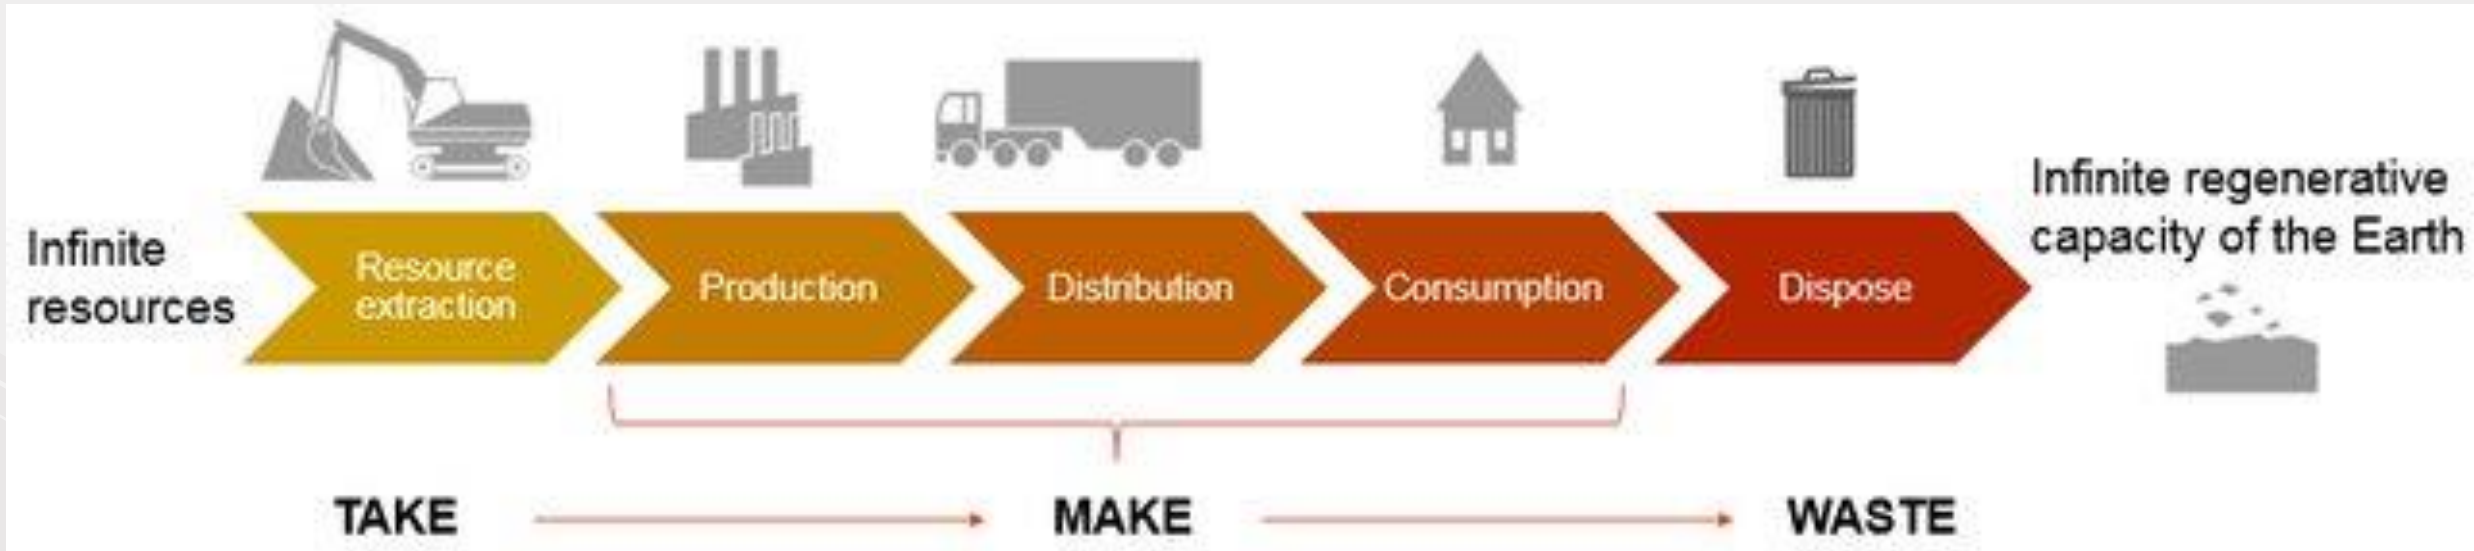 Infinite
resources
Resource
extraction
Production
Distribution
Consumption
Dispose
Infinite regenerative
capacity of the Earth
TAKE
MAKE
WASTE